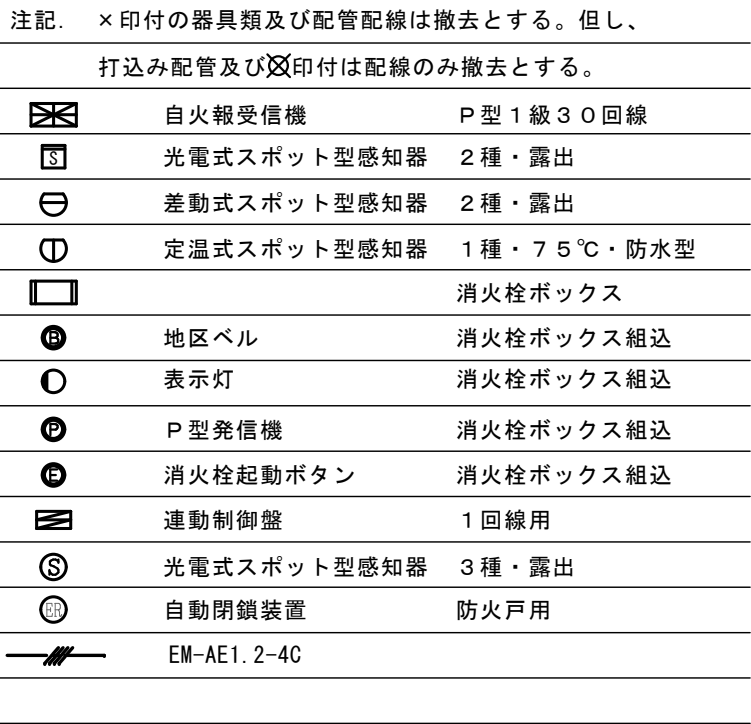 注記. ×印付の器具類及び配管配線は撤去とする。但し、
打込み配管及び⊗印付は配線のみ撤去とする。
自火報受信機 P型1級30回線
S 光電式スポット型感知器 2種・露出
差動式スポット型感知器 2種・露出
定温式スポット型感知器 1種・75℃・防水型
消火栓ボックス
B 地区ベル 消火栓ボックス組込
表示灯 消火栓ボックス組込
P P型発信機 消火栓ボックス組込
E 消火栓起動ボタン 消火栓ボックス組込
連動制御盤 1回線用
S 光電式スポット型感知器 3種・露出
ER 自動閉鎖装置 防火戸用
EM-AE1.2-4C